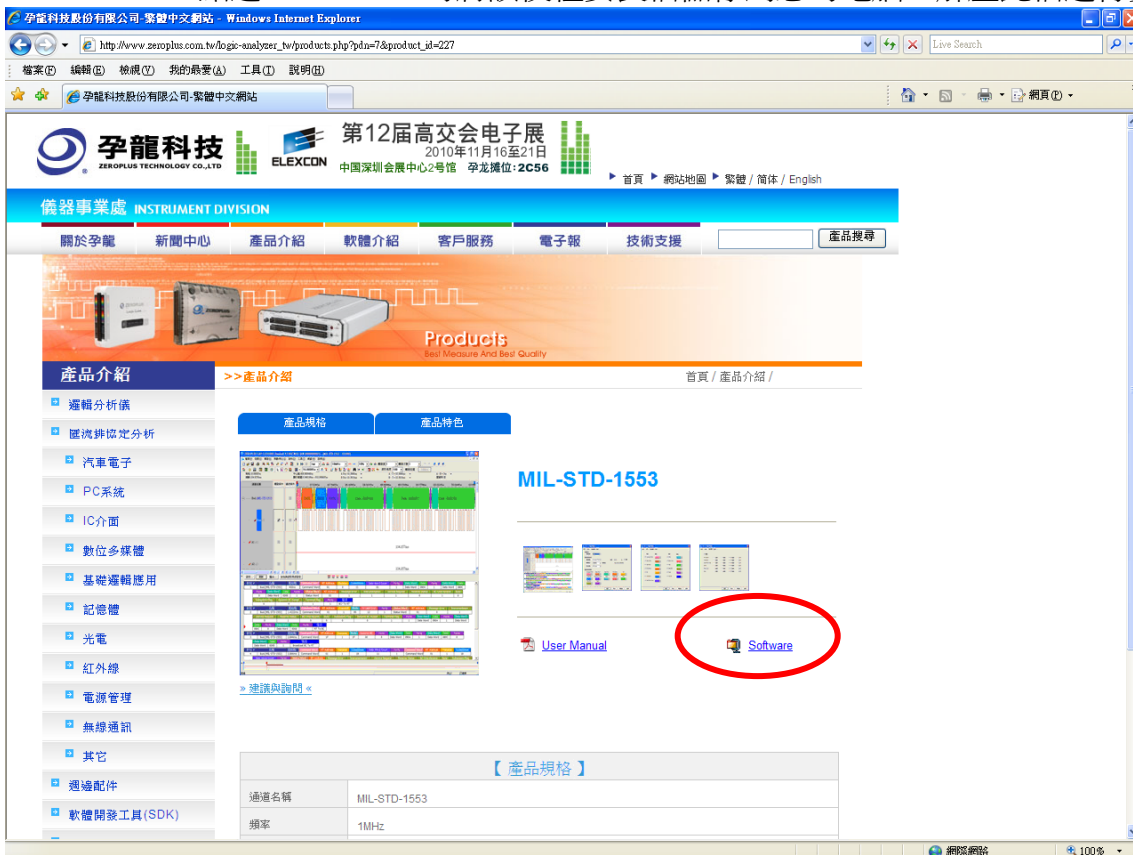 孕龍科技股份有限公司-繁體中文網站 - Windows Internet Explorer
http://www.zeroplus.com.tw/logic-analyzer_tw/products.php?pdn=7&product_id=227
Live Search
檔案(F) 編輯(E) 檢視(V) 我的最愛(A) 工具(T) 說明(H)
孕龍科技股份有限公司-繁體中文網站
網頁(P)
孕龍科技
ZEROPLUS TECHNOLOGY CO.,LTD
ELEXCON
第12届高交会电子展
2010年11月16至21日
中国深圳会展中心2号馆 孕龙摊位:2C56
首頁 網站地圖 繁體 / 简体 / English
儀器事業處 INSTRUMENT DIVISION
關於孕龍 新聞中心 產品介紹 軟體介紹 客戶服務 電子報 技術支援 產品搜尋
Products
Best Measure And Best Quality
產品介紹
>>產品介紹
首頁 / 產品介紹 /
邏輯分析儀
匯流排協定分析
汽車電子
PC系統
IC介面
數位多媒體
基礎邏輯應用
記憶體
光電
紅外線
電源管理
無線通訊
其它
週邊配件
軟體開發工具(SDK)
產品規格 產品特色
MIL-STD-1553
User Manual Software
» 建議與詢問 «
【 產品規格 】
通道名稱 MIL-STD-1553
頻率 1MHz
網際網路 100%